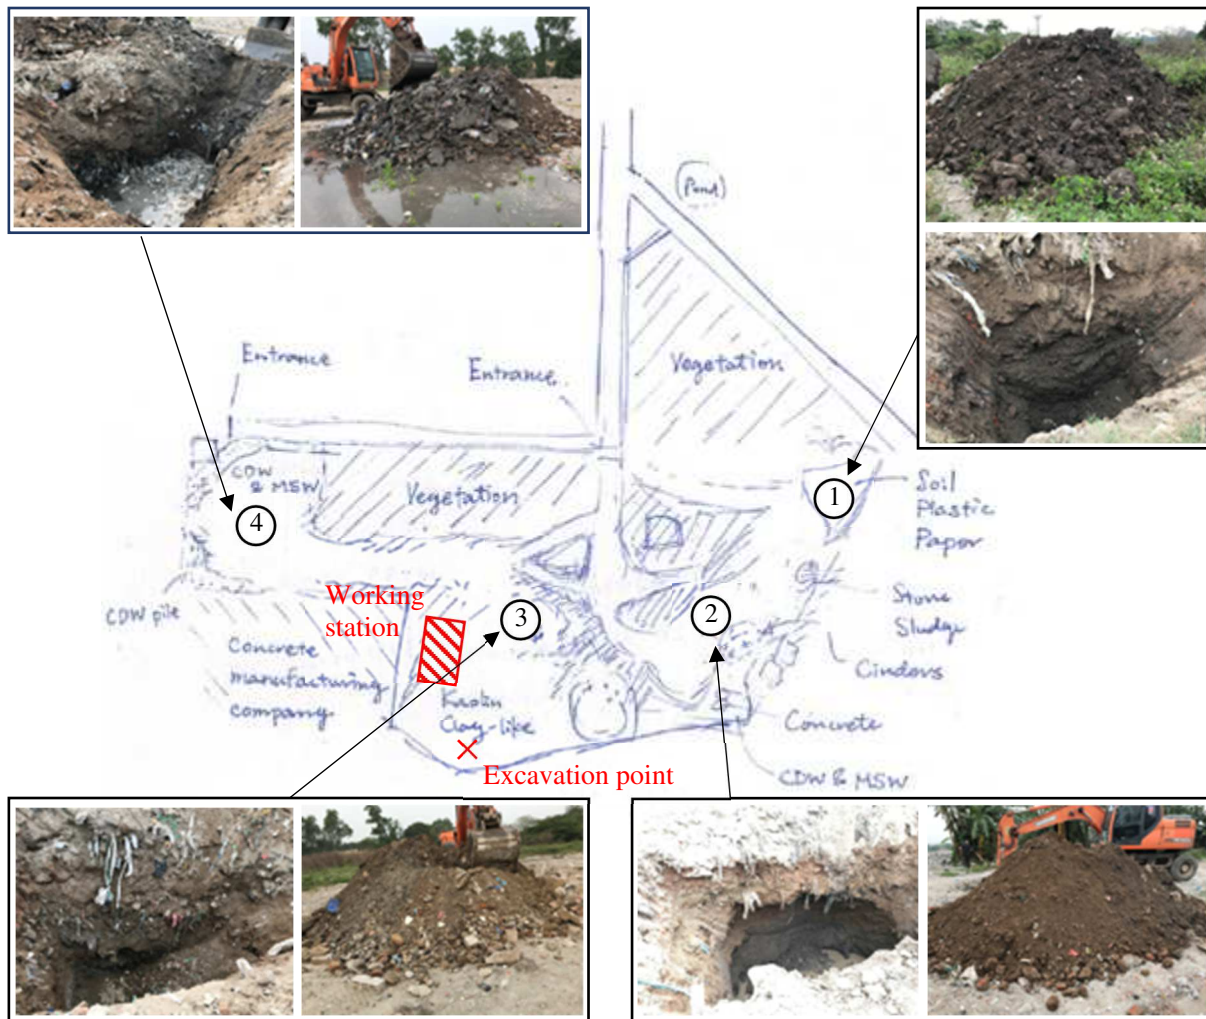 (Pond)
Entrance
Entrance
Vegetation
CDW
& MSW
Vegetation
1
Soil
Plastic
Paper
4
CDW pile
Working
station
3
2
Stone
Sludge
Concrete
manufacturing
company
Cinders
Kaolin
Clay-like
Concrete
Excavation point
CDW & MSW